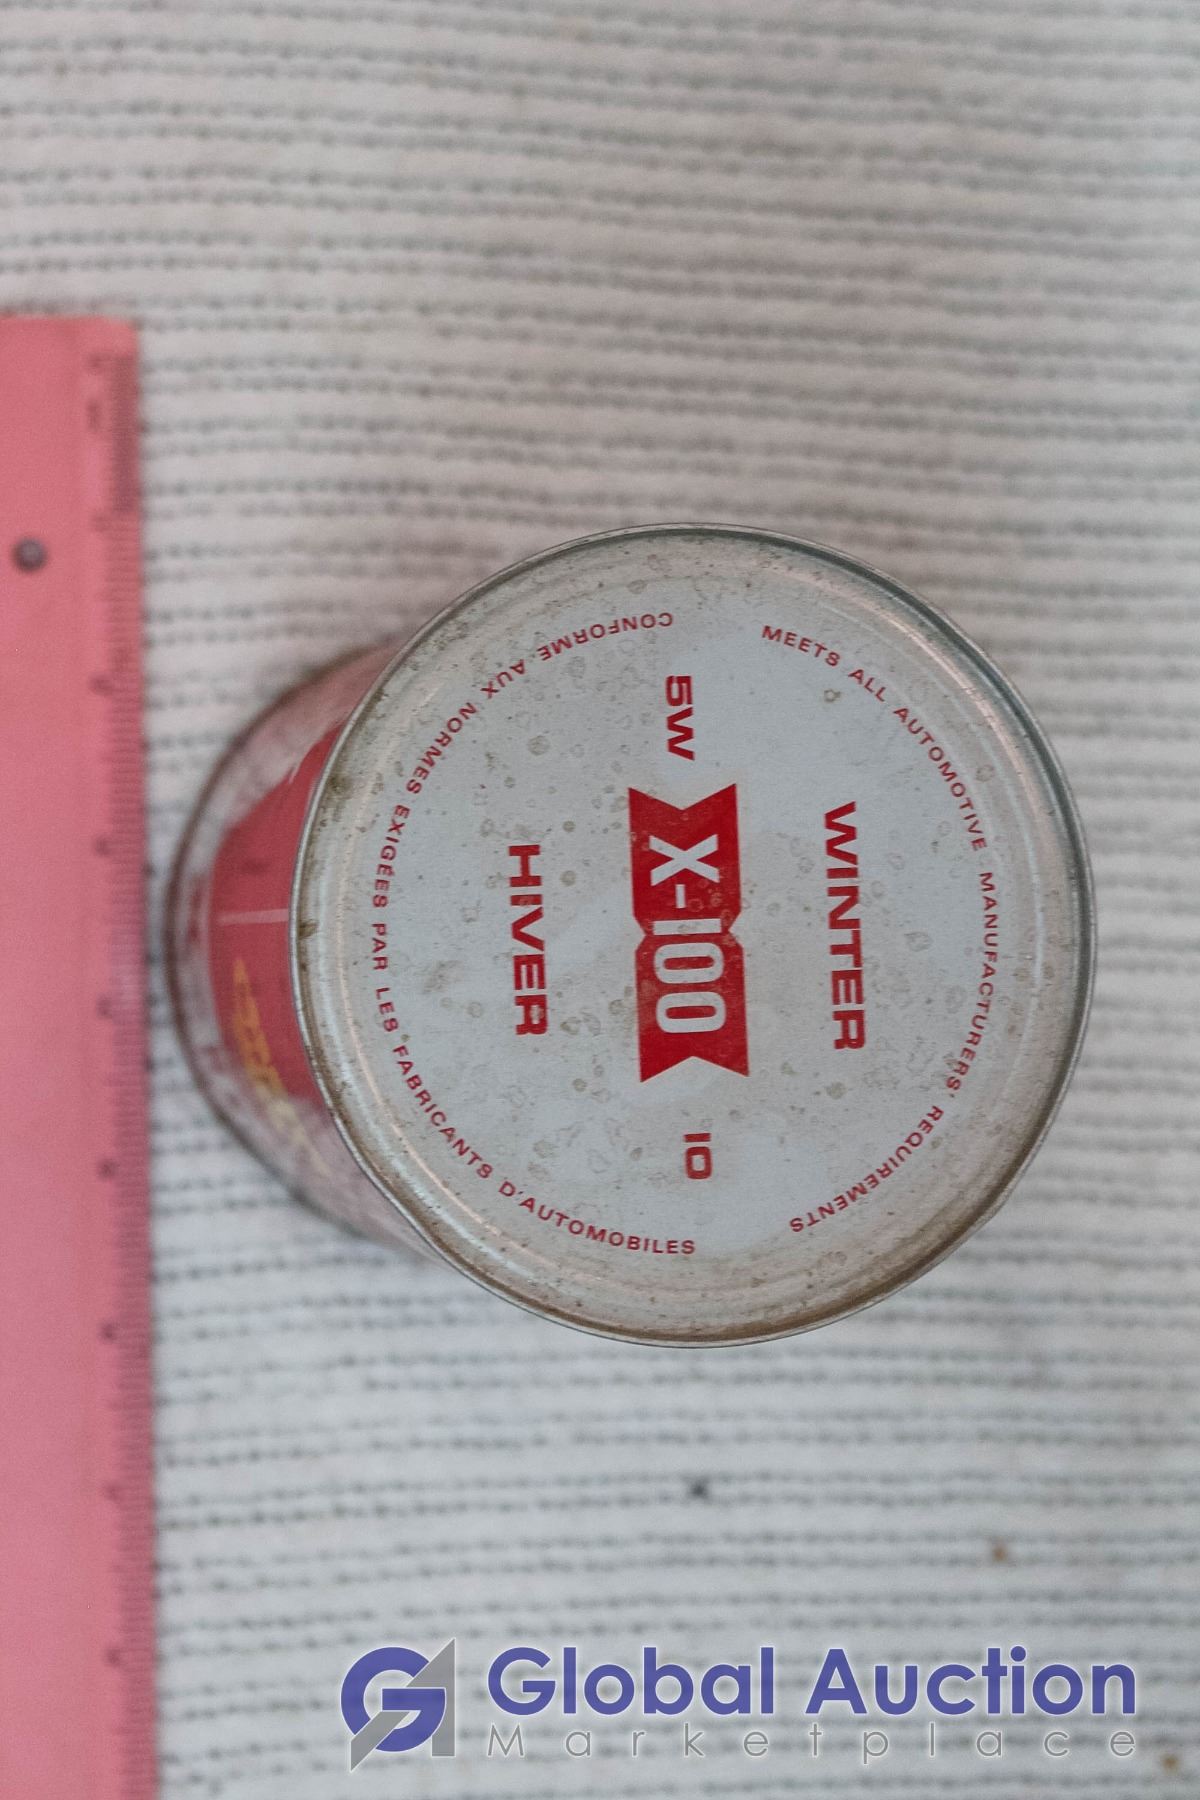 MEETS ALL AUTOMOTIVE MANUFACTURERS' REQUIREMENTS
WINTER
5W X-100 10
HIVER
CONFORME AUX NORMES EXIGÉES PAR LES FABRICANTS D'AUTOMOBILES
Global Auction
Marketplace